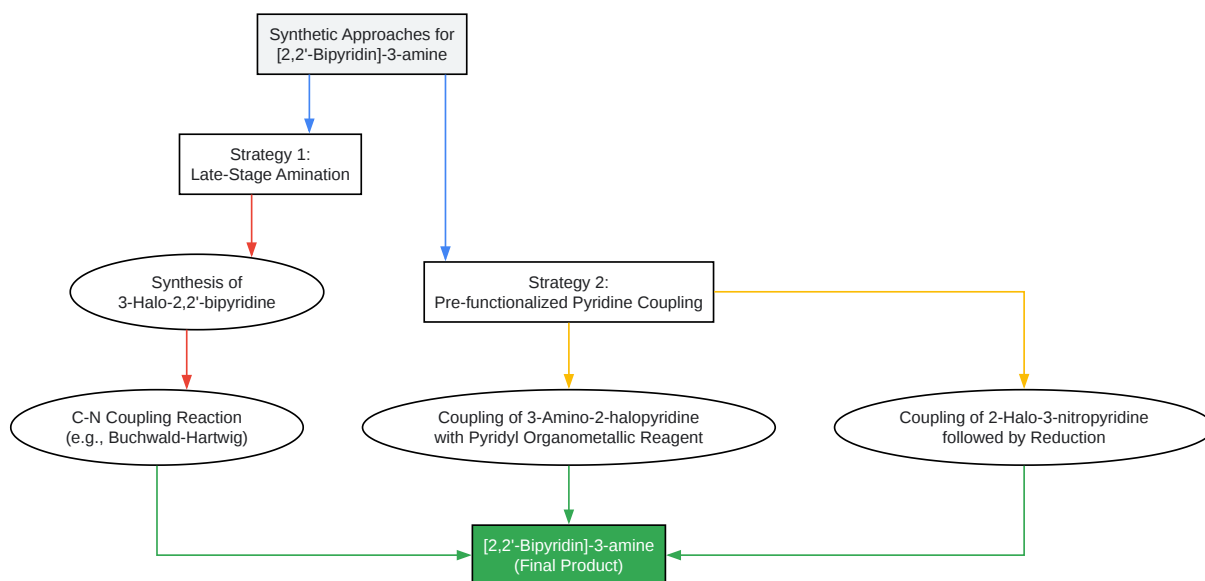 Synthetic Approaches for
[2,2'-Bipyridin]-3-amine
Strategy 1:
Late-Stage Amination
Synthesis of
3-Halo-2,2'-bipyridine
Strategy 2:
Pre-functionalized Pyridine Coupling
C-N Coupling Reaction
(e.g., Buchwald-Hartwig)
Coupling of 3-Amino-2-halopyridine
with Pyridyl Organometallic Reagent
Coupling of 2-Halo-3-nitropyridine
followed by Reduction
[2,2'-Bipyridin]-3-amine
(Final Product)